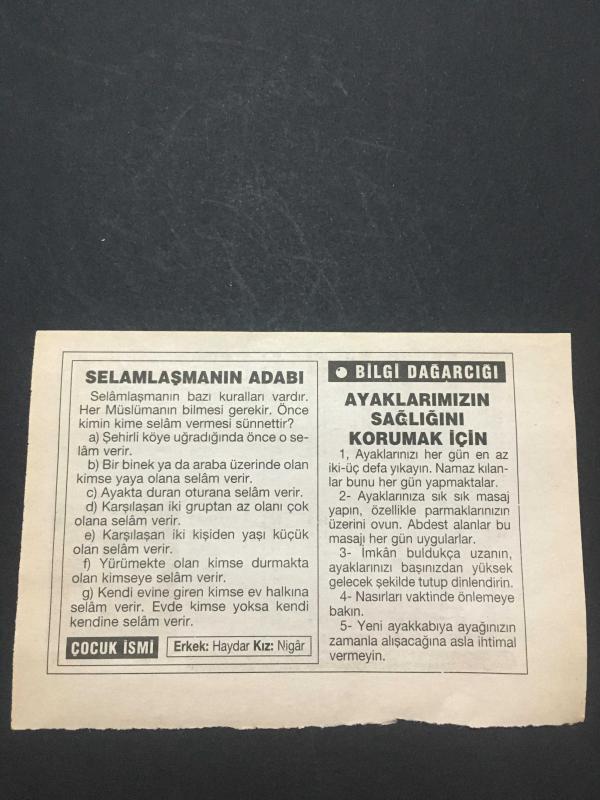 SELAMLAŞMANIN ADABI
Selâmlaşmanın bazı kuralları vardır.
Her Müslümanın bilmesi gerekir. Önce
kimin kime selâm vermesi sünnettir?
a) Şehirli köye uğradığında önce o se-
lâm verir.
b) Bir binek ya da araba üzerinde olan
kimse yaya olana selâm verir.
c) Ayakta duran oturana selâm verir.
d) Karşılaşan iki gruptan az olanı çok
olana selâm verir.
e) Karşılaşan iki kişiden yaşı küçük
olan selâm verir.
f) Yürümekte olan kimse durmakta
olan kimseye selâm verir.
g) Kendi evine giren kimse ev halkına
selâm verir. Evde kimse yoksa kendi
kendine selâm verir.
ÇOCUK İSMİ Erkek: Haydar Kız: Nigâr
BİLGİ DAĞARCIĞI
AYAKLARIMIZIN
SAĞLIĞINI
KORUMAK İÇİN
1, Ayaklarınızı her gün en az
iki-üç defa yıkayın. Namaz kılan-
lar bunu her gün yapmaktalar.
2- Ayaklarınıza sık sık masaj
yapın, özellikle parmaklarınızın
üzerini ovun. Abdest alanlar bu
masajı her gün uygularlar.
3- İmkân buldukça uzanın,
ayaklarınızı başınızdan yüksek
gelecek şekilde tutup dinlendirin.
4- Nasırları vaktinde önlemeye
bakın.
5- Yeni ayakkabıya ayağınızın
zamanla alışacağına asla ihtimal
vermeyin.